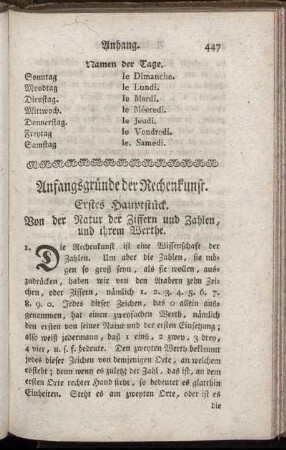 Anhang. 447
Namen der Tage.
Sonntag le Dimanche.
Mondtag le Lundi.
Dienstag. le Mardi.
Mittwoch. le Mécredi.
Donnerstag. le Jeudi.
Freytag le Vondredi.
Samstag le Samedi.
Anfangsgründe der Rechenkunst.
Erstes Hauptstück.
Von der Natur der Ziffern und Zahlen,
und ihrem Werthe.
1. Die Rechenkunst ist eine Wissenschaft der
Zahlen. Um aber die Zahlen, sie mö-
gen so groß seyn, als sie wollen, aus-
zudrücken, haben wir von den Arabern zehn Zei-
chen, oder Ziffern, nämlich 1. 2. 3. 4. 5. 6. 7.
8. 9. 0. Jedes dieser Zeichen, das 0 allein aus-
genommen, hat einen zweyfachen Werth, nämlich
den ersten von seiner Natur und der ersten Einsetzung;
also weiß jedermann, daß 1 eins, 2 zwey, 3 drey,
4 vier, u. s. f. bedeute. Den zweyten Werth bekömmt
jedes dieser Zeichen von demjenigen Orte, an welchem
es steht; denn wenn es zuletzt der Zahl, das ist, an dem
ersten Orte rechter Hand steht, so bedeutet es glatthin
Einheiten. Steht es am zweyten Orte, oder ist es
die